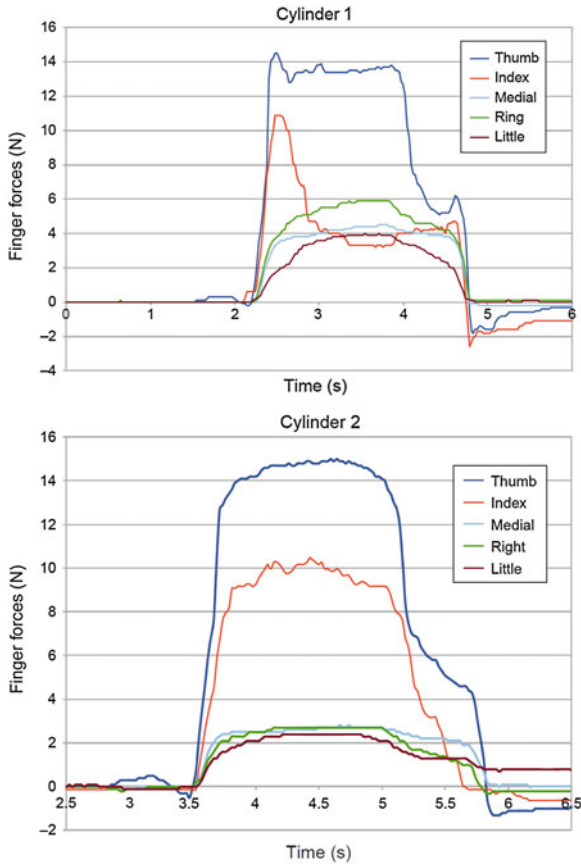 Cylinder 1
16
14
12
10
8
6
4
2
0
−2
−4
Finger forces (N)
Thumb
Index
Medial
Ring
Little
0 1 2 3 4 5 6
Time (s)
Cylinder 2
16
14
12
10
8
6
4
2
0
−2
Finger forces (N)
Thumb
Index
Medial
Right
Little
2.5 3 3.5 4 4.5 5 5.5 6 6.5
Time (s)